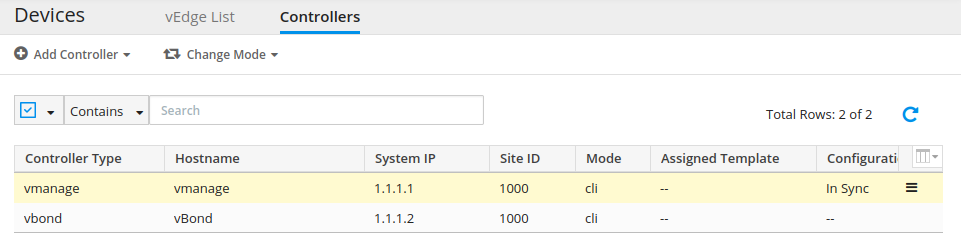 Devices vEdge List Controllers
Add Controller Change Mode
Contains Search Total Rows: 2 of 2
Controller Type Hostname System IP Site ID Mode Assigned Template Configurati
vmanage vmanage 1.1.1.1 1000 cli -- In Sync
vbond vBond 1.1.1.2 1000 cli -- --